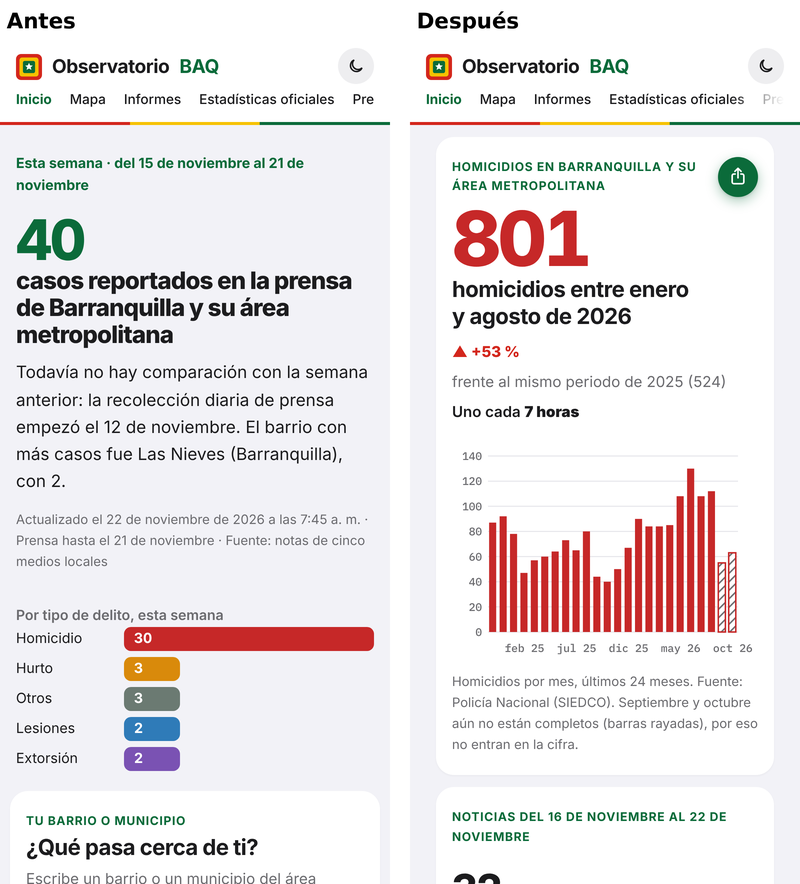 Antes
Observatorio BAQ
Inicio Mapa Informes Estadísticas oficiales Pre
Esta semana · del 15 de noviembre al 21 de
noviembre
40
casos reportados en la prensa
de Barranquilla y su área
metropolitana
Todavía no hay comparación con la semana
anterior: la recolección diaria de prensa
empezó el 12 de noviembre. El barrio con
más casos fue Las Nieves (Barranquilla),
con 2.
Actualizado el 22 de noviembre de 2026 a las 7:45 a. m. ·
Prensa hasta el 21 de noviembre · Fuente: notas de cinco
medios locales
Por tipo de delito, esta semana
Homicidio 30
Hurto 3
Otros 3
Lesiones 2
Extorsión 2
TU BARRIO O MUNICIPIO
¿Qué pasa cerca de ti?
Escribe un barrio o un municipio del área
Después
Observatorio BAQ
Inicio Mapa Informes Estadísticas oficiales Pre
HOMICIDIOS EN BARRANQUILLA Y SU
ÁREA METROPOLITANA
801
homicidios entre enero
y agosto de 2026
▲ +53 %
frente al mismo periodo de 2025 (524)
Uno cada 7 horas
140
120
100
80
60
40
20
0
feb 25 jul 25 dic 25 may 26 oct 26
Homicidios por mes, últimos 24 meses. Fuente:
Policía Nacional (SIEDCO). Septiembre y octubre
aún no están completos (barras rayadas), por eso
no entran en la cifra.
NOTICIAS DEL 16 DE NOVIEMBRE AL 22 DE
NOVIEMBRE